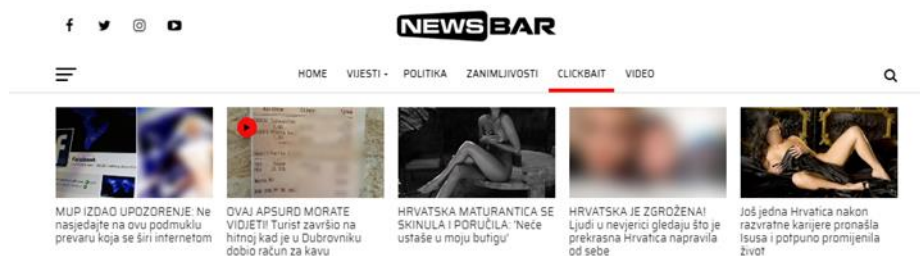 NEWSBAR
HOME VIJESTI POLITIKA ZANIMLJIVOSTI CLICKBAIT VIDEO
MUP IZDAO UPOZORENJE: Ne
nasjedajte na ovu podmuklu
prevaru koja se širi internetom
OVAJ APSURD MORATE
VIDJETI! Turist završio na
hitnoj kad je u Dubrovniku
dobio račun za kavu
HRVATSKA MATURANTICA SE
SKINULA I PORUČILA: 'Neće
ustaše u moju butigu'
HRVATSKA JE ZGROŽENA!
Ljudi u nevjerici gledaju što je
prekrasna Hrvatica napravila
od sebe
Još jedna Hrvatica nakon
razvratne karijere pronašla
Isusa i potpuno promijenila
život